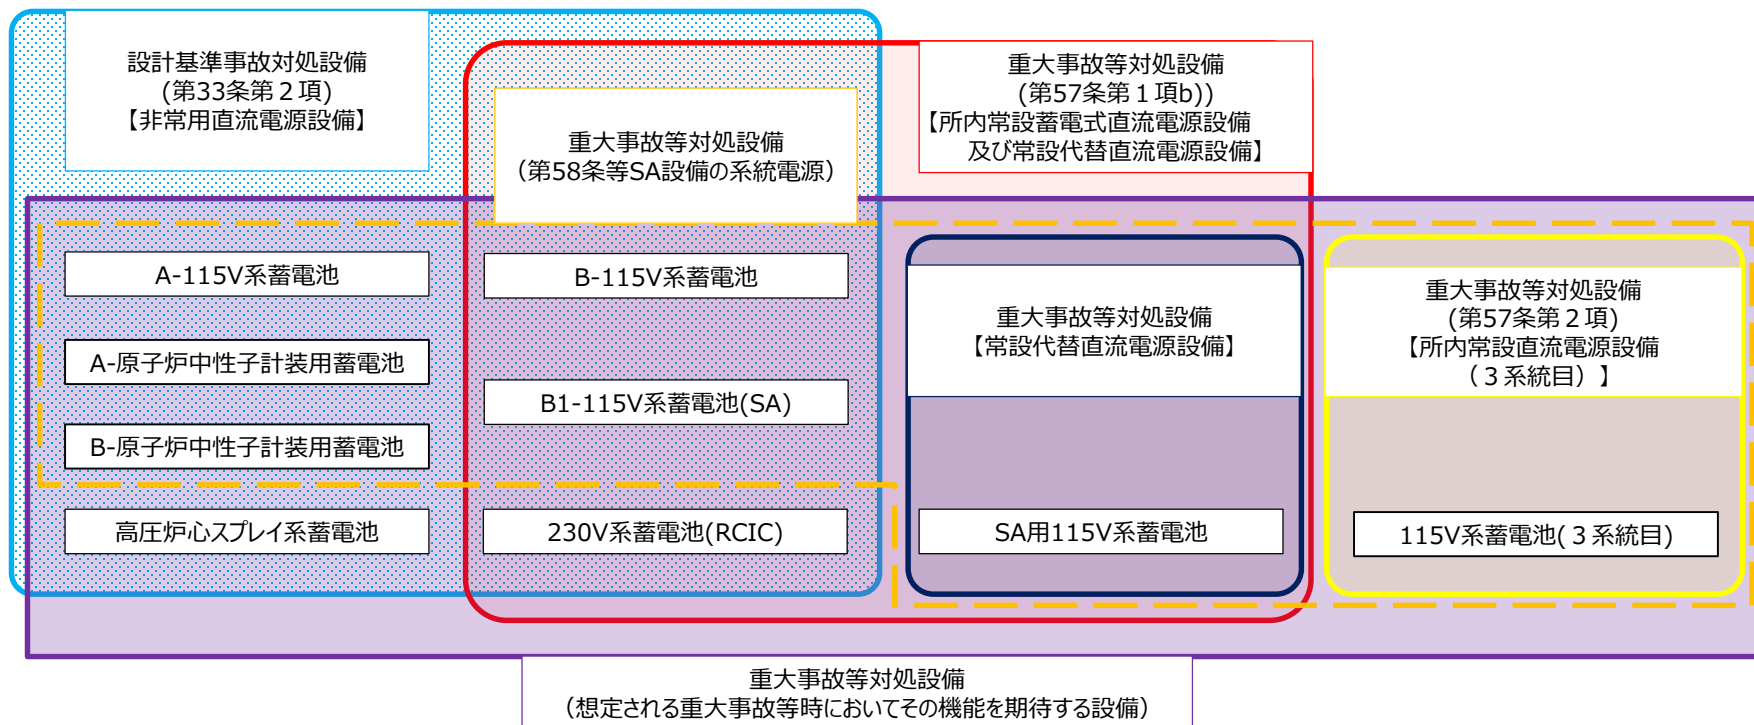 設計基準事故対処設備
(第33条第２項)
【非常用直流電源設備】
重大事故等対処設備
（第58条等SA設備の系統電源）
重大事故等対処設備
(第57条第１項b))
【所内常設蓄電式直流電源設備
及び常設代替直流電源設備】
A-115V系蓄電池
A-原子炉中性子計装用蓄電池
B-原子炉中性子計装用蓄電池
高圧炉心スプレイ系蓄電池
B-115V系蓄電池
B1-115V系蓄電池(SA)
230V系蓄電池(RCIC)
重大事故等対処設備
【常設代替直流電源設備】
SA用115V系蓄電池
重大事故等対処設備
(第57条第２項)
【所内常設直流電源設備
（３系統目）】
115V系蓄電池(３系統目)
重大事故等対処設備
（想定される重大事故等時においてその機能を期待する設備）